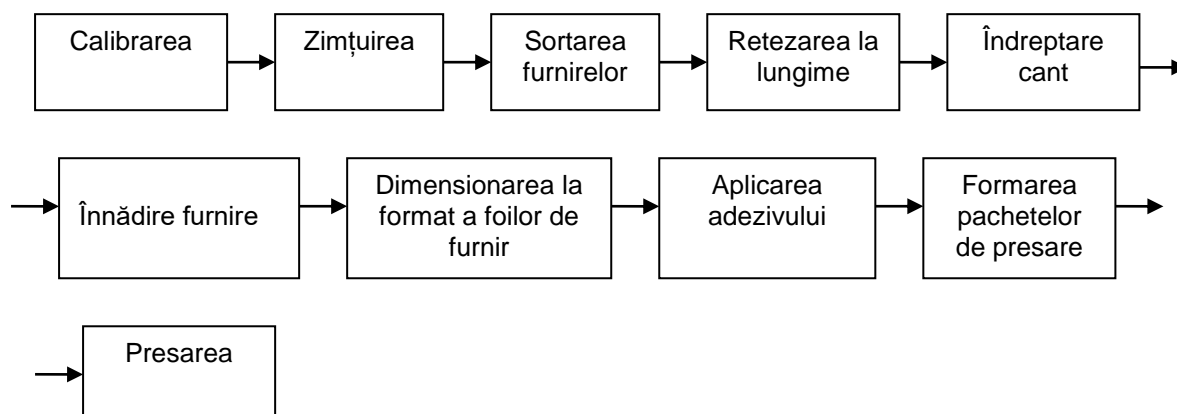 Calibrarea
Zimțuirea
Sortarea
furnirelor
Retezarea la
lungime
Îndreptare
cant
Înnădire furnire
Dimensionarea la
format a foilor de
furnir
Aplicarea
adezivului
Formarea
pachetelor
de presare
Presarea